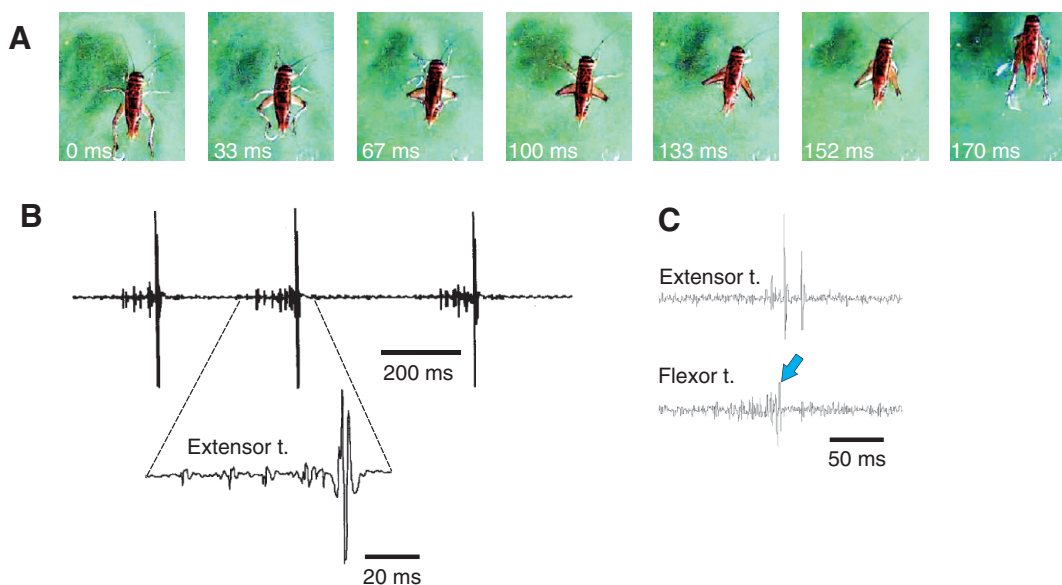 A
0 ms
33 ms
67 ms
100 ms
133 ms
152 ms
170 ms
B
200 ms
Extensor t.
20 ms
C
Extensor t.
Flexor t.
50 ms